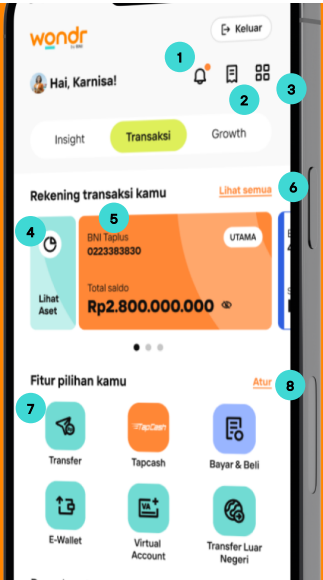 wondr
by BNI
Keluar
1
Hai, Karnisa!
2
3
Insight
Transaksi
Growth
Rekening transaksi kamu
Lihat semua
6
4
5
BNI Taplus
0223383830
UTAMA
Lihat
Aset
Total saldo
Rp2.800.000.000
Fitur pilihan kamu
Atur
8
7
TapCash
VA
Transfer
Tapcash
Bayar & Beli
E-Wallet
Virtual
Account
Transfer Luar
Negeri